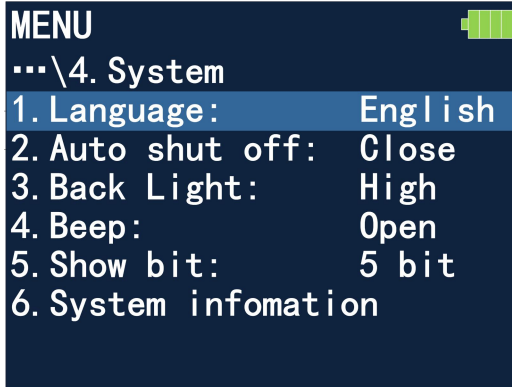 MENU
···\4.System
1.Language: English
2.Auto shut off: Close
3.Back Light: High
4.Beep: Open
5.Show bit: 5 bit
6.System infomation